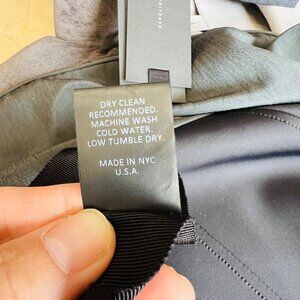 DRY CLEAN
RECOMMENDED.
MACHINE WASH
COLD WATER.
LOW TUMBLE DRY.
MADE IN NYC
U.S.A.